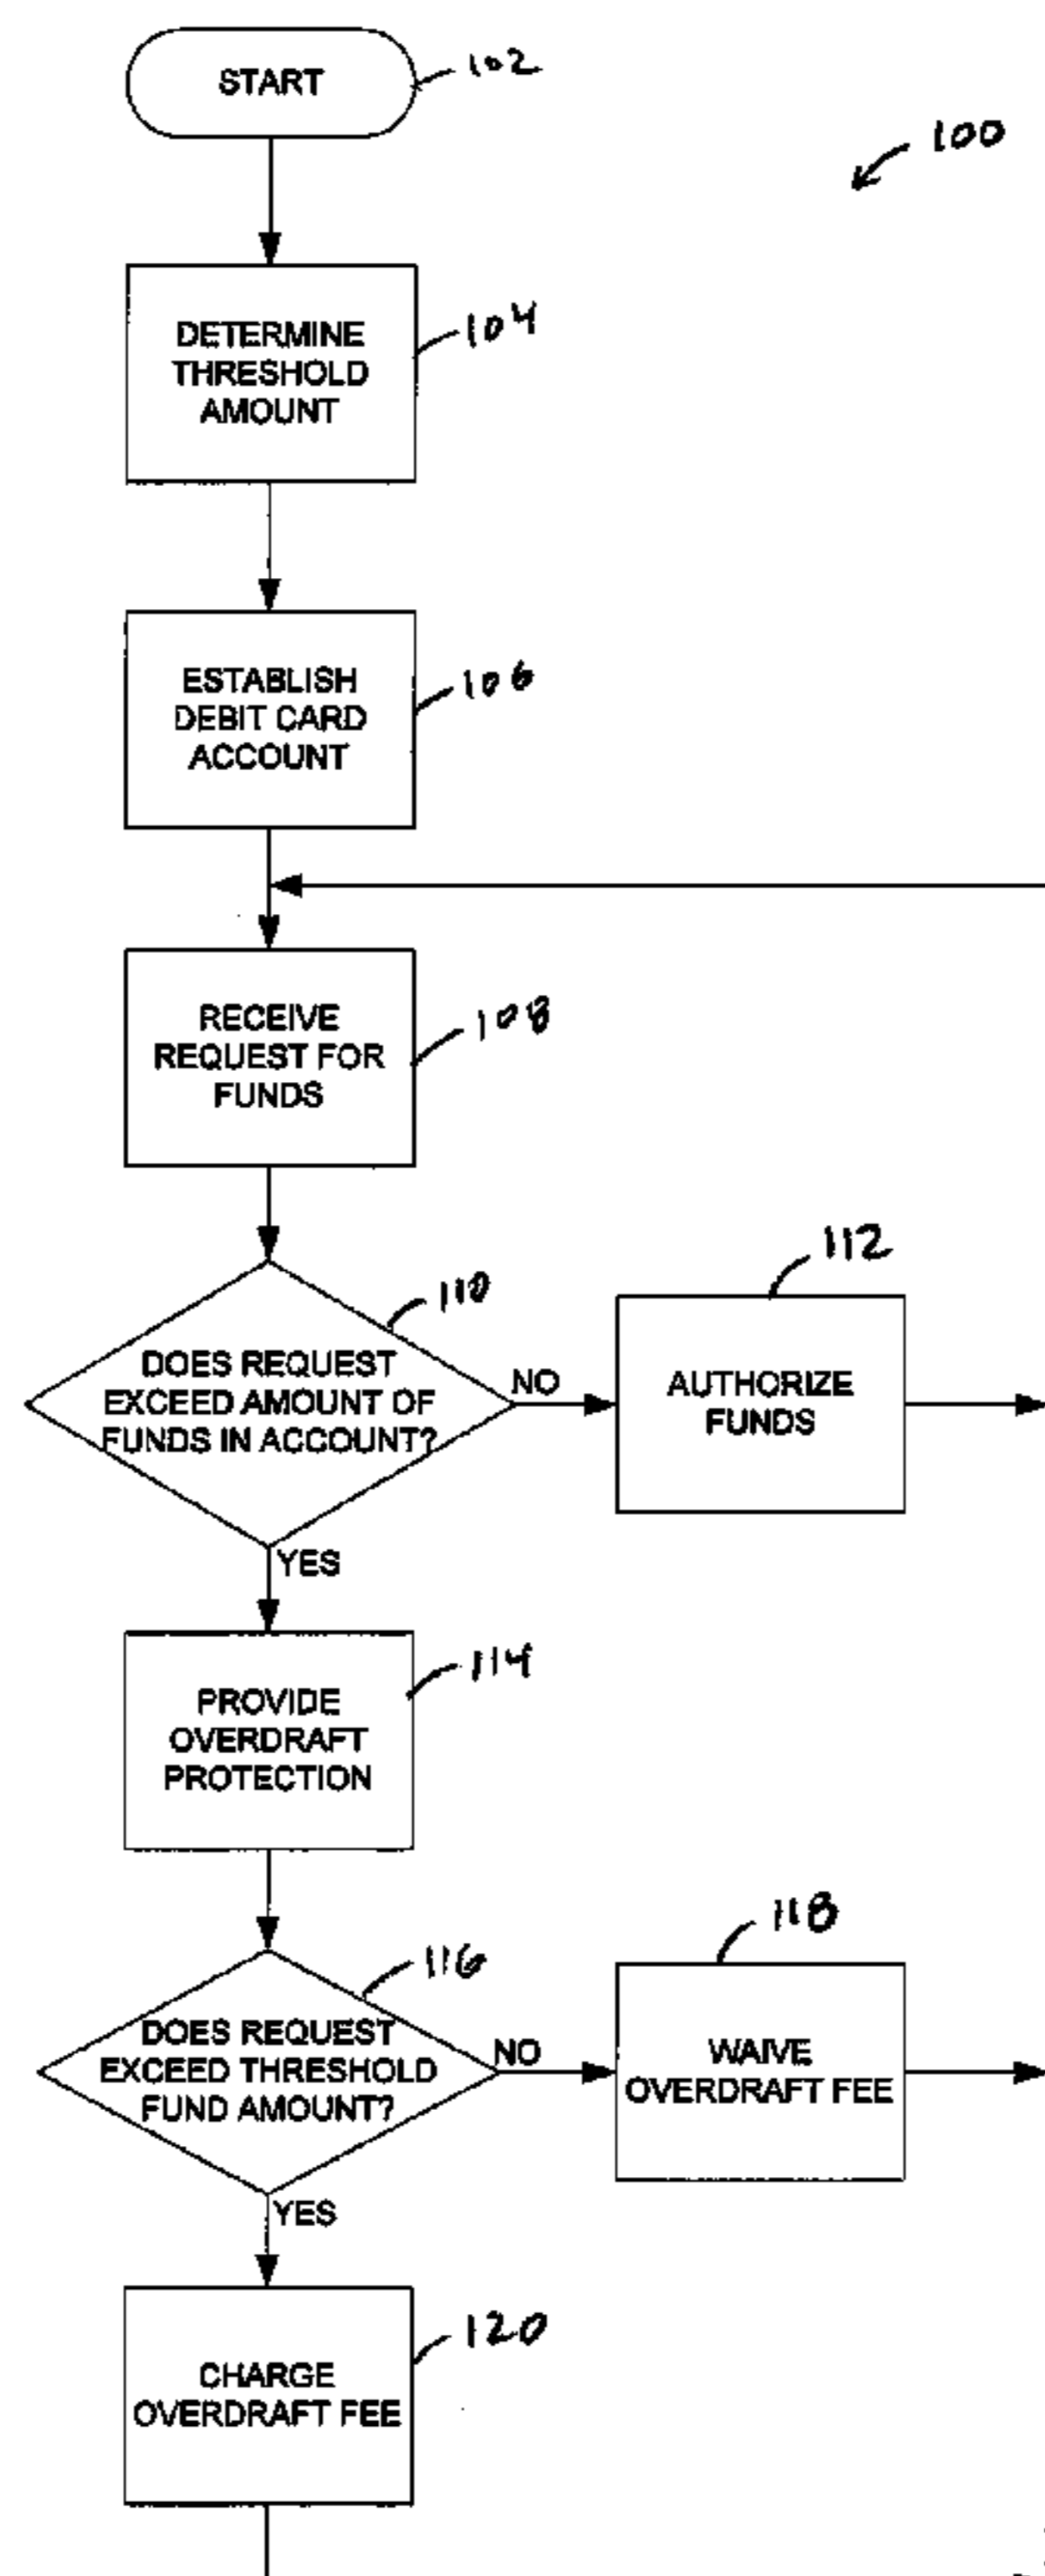 START
102
100
DETERMINE
THRESHOLD
AMOUNT
104
ESTABLISH
DEBIT CARD
ACCOUNT
106
RECEIVE
REQUEST FOR
FUNDS
108
110
112
DOES REQUEST
EXCEED AMOUNT OF
FUNDS IN ACCOUNT?
NO
AUTHORIZE
FUNDS
YES
PROVIDE
OVERDRAFT
PROTECTION
114
116
118
DOES REQUEST
EXCEED THRESHOLD
FUND AMOUNT?
NO
WAIVE
OVERDRAFT FEE
YES
CHARGE
OVERDRAFT FEE
120